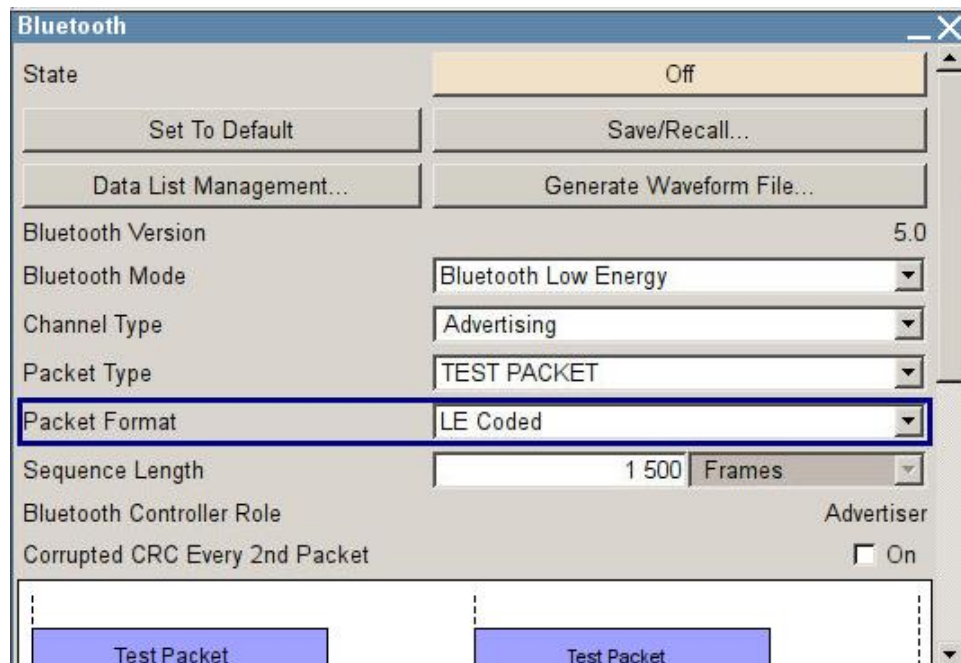 Bluetooth
State Off
Set To Default Save/Recall...
Data List Management... Generate Waveform File...
Bluetooth Version 5.0
Bluetooth Mode Bluetooth Low Energy
Channel Type Advertising
Packet Type TEST PACKET
Packet Format LE Coded
Sequence Length 1 500 Frames
Bluetooth Controller Role Advertiser
Corrupted CRC Every 2nd Packet On
Test Packet Test Packet